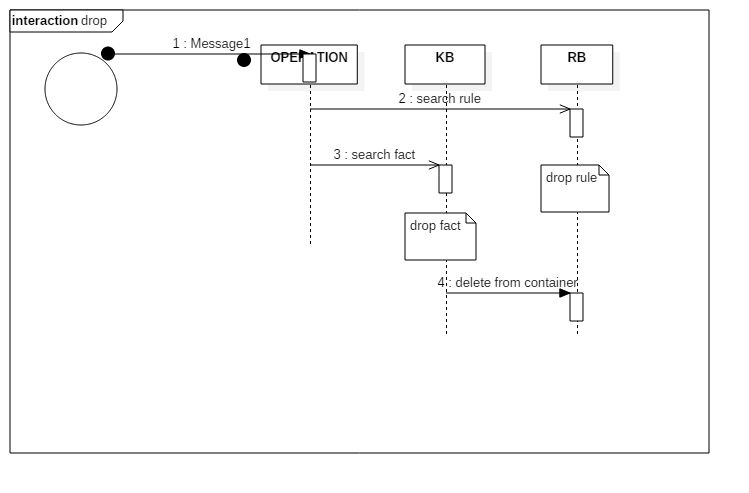 interaction drop
1 : Message1
OPERATION
KB
RB
2 : search rule
3 : search fact
drop rule
drop fact
4 : delete from container